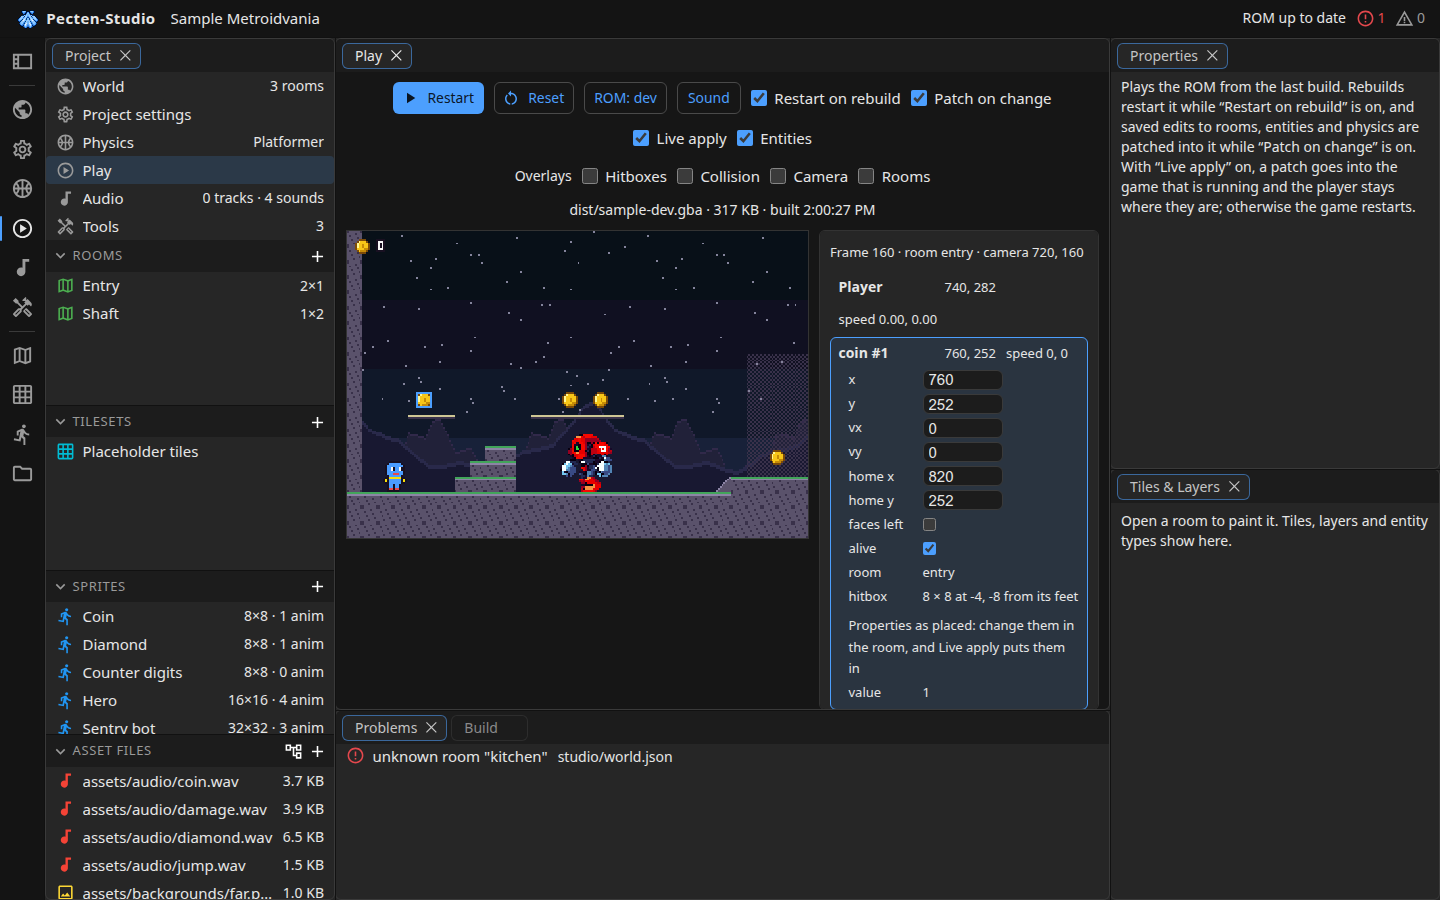 Pecten-Studio Sample Metroidvania
ROM up to date 1 0
Project
World 3 rooms
Project settings
Physics Platformer
Play
Audio 0 tracks · 4 sounds
Tools 3
ROOMS
Entry 2×1
Shaft 1×2
TILESETS
Placeholder tiles
SPRITES
Coin 8×8 · 1 anim
Diamond 8×8 · 1 anim
Counter digits 8×8 · 0 anim
Hero 16×16 · 4 anim
Sentry bot 32×32 · 3 anim
ASSET FILES
assets/audio/coin.wav 3.7 KB
assets/audio/damage.wav 3.9 KB
assets/audio/diamond.wav 6.5 KB
assets/audio/jump.wav 1.5 KB
assets/backgrounds/far.p... 1.0 KB
Play
Restart Reset ROM: dev Sound Restart on rebuild Patch on change
Live apply Entities
Overlays Hitboxes Collision Camera Rooms
dist/sample-dev.gba · 317 KB · built 2:00:27 PM
0
Frame 160 · room entry · camera 720, 160
Player 740, 282
speed 0.00, 0.00
coin #1 760, 252 speed 0, 0
x 760
y 252
vx 0
vy 0
home x 820
home y 252
faces left
alive
room entry
hitbox 8 × 8 at -4, -8 from its feet
Properties as placed: change them in
the room, and Live apply puts them
in
value 1
Problems Build
unknown room "kitchen" studio/world.json
Properties
Plays the ROM from the last build. Rebuilds
restart it while “Restart on rebuild” is on, and
saved edits to rooms, entities and physics are
patched into it while “Patch on change” is on.
With “Live apply” on, a patch goes into the
game that is running and the player stays
where they are; otherwise the game restarts.
Tiles & Layers
Open a room to paint it. Tiles, layers and entity
types show here.